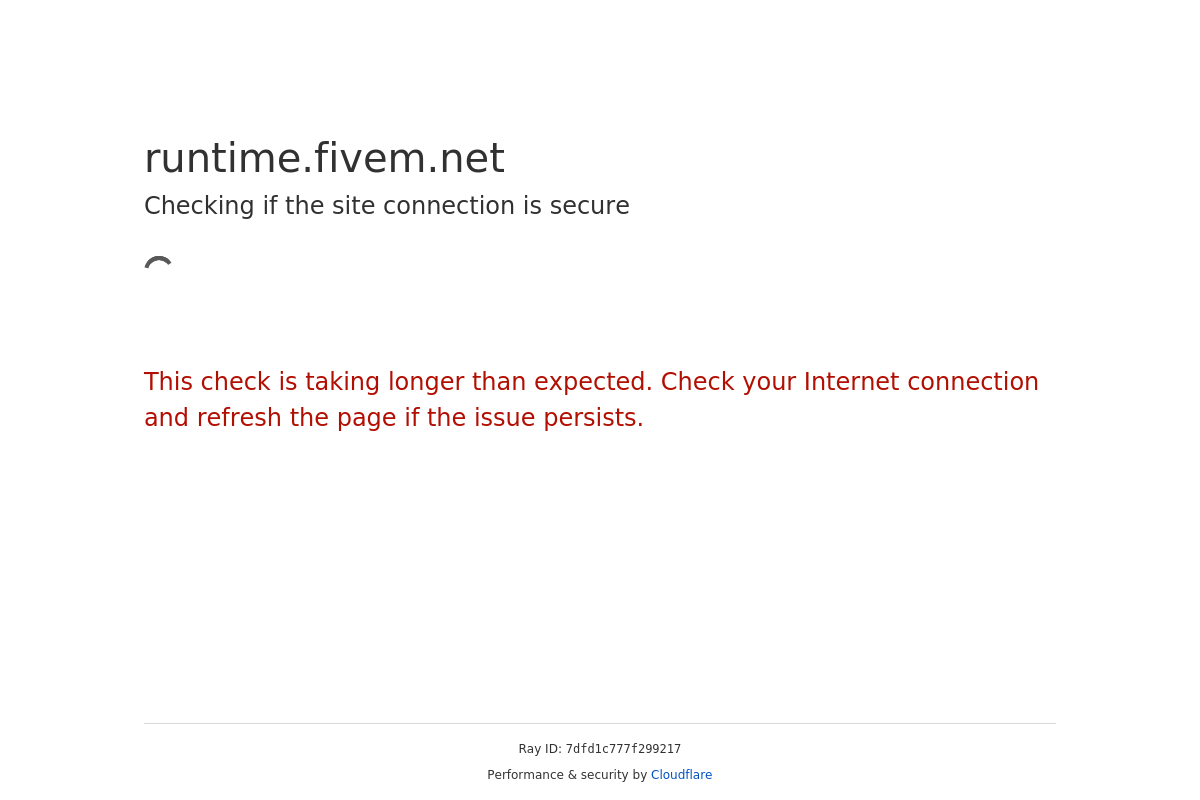 runtime.fivem.net
Checking if the site connection is secure
This check is taking longer than expected. Check your Internet connection
and refresh the page if the issue persists.
Ray ID: 7dfd1c777f299217
Performance & security by Cloudflare